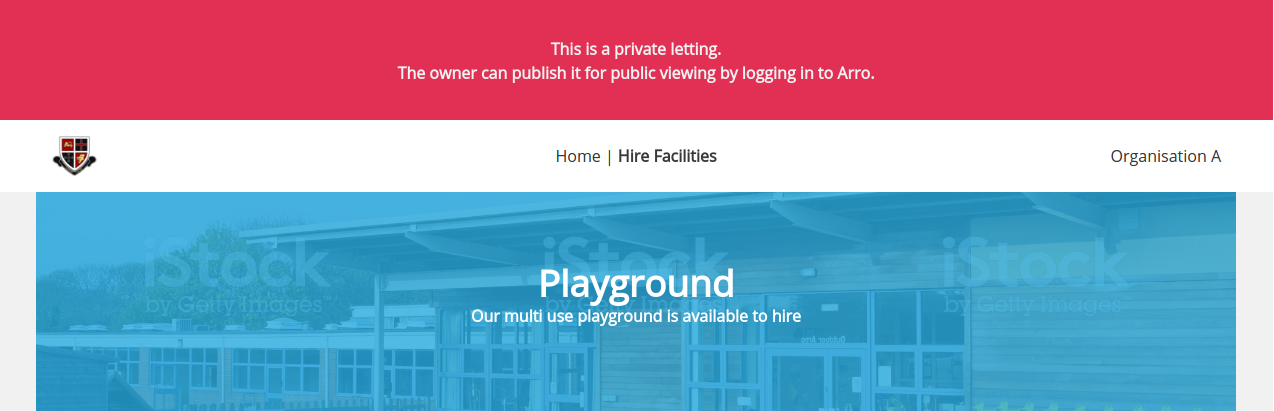 This is a private letting.
The owner can publish it for public viewing by logging in to Arro.
Home | Hire Facilities
Organisation A
iStock
by Getty Images
iStock
by Getty Images
iStock
by Getty Images
Playground
Our multi use playground is available to hire